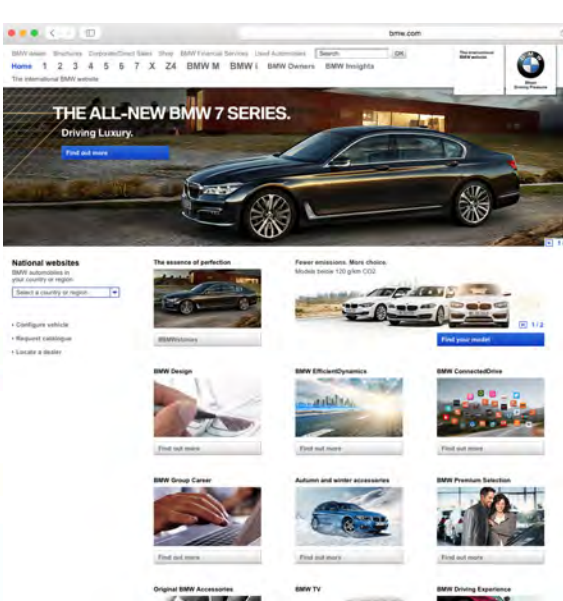 bmw.com
BMW dealer Brochures Corporate/Direct Sales Shop BMW Financial Services Used Automobiles Search OK
Home 1 2 3 4 5 6 7 X Z4 BMW M BMW i BMW Owners BMW Insights
The international BMW website
The international
BMW website
BMW
Sheer
Driving Pleasure
THE ALL-NEW BMW 7 SERIES.
Driving Luxury.
Find out more
National websites
BMW automobiles in
your country or region
Select a country or region
Configure vehicle
Request catalogue
Locate a dealer
The essence of perfection
Fewer emissions. More choice.
Models below 120 g/km CO2.
1/2
Find your model
BMW Design
BMW EfficientDynamics
BMW ConnectedDrive
Find out more
Find out more
Find out more
BMW Group Career
Autumn and winter accessories
BMW Premium Selection
Find out more
Find out more
Find out more
Original BMW Accessories
BMW TV
BMW Driving Experience